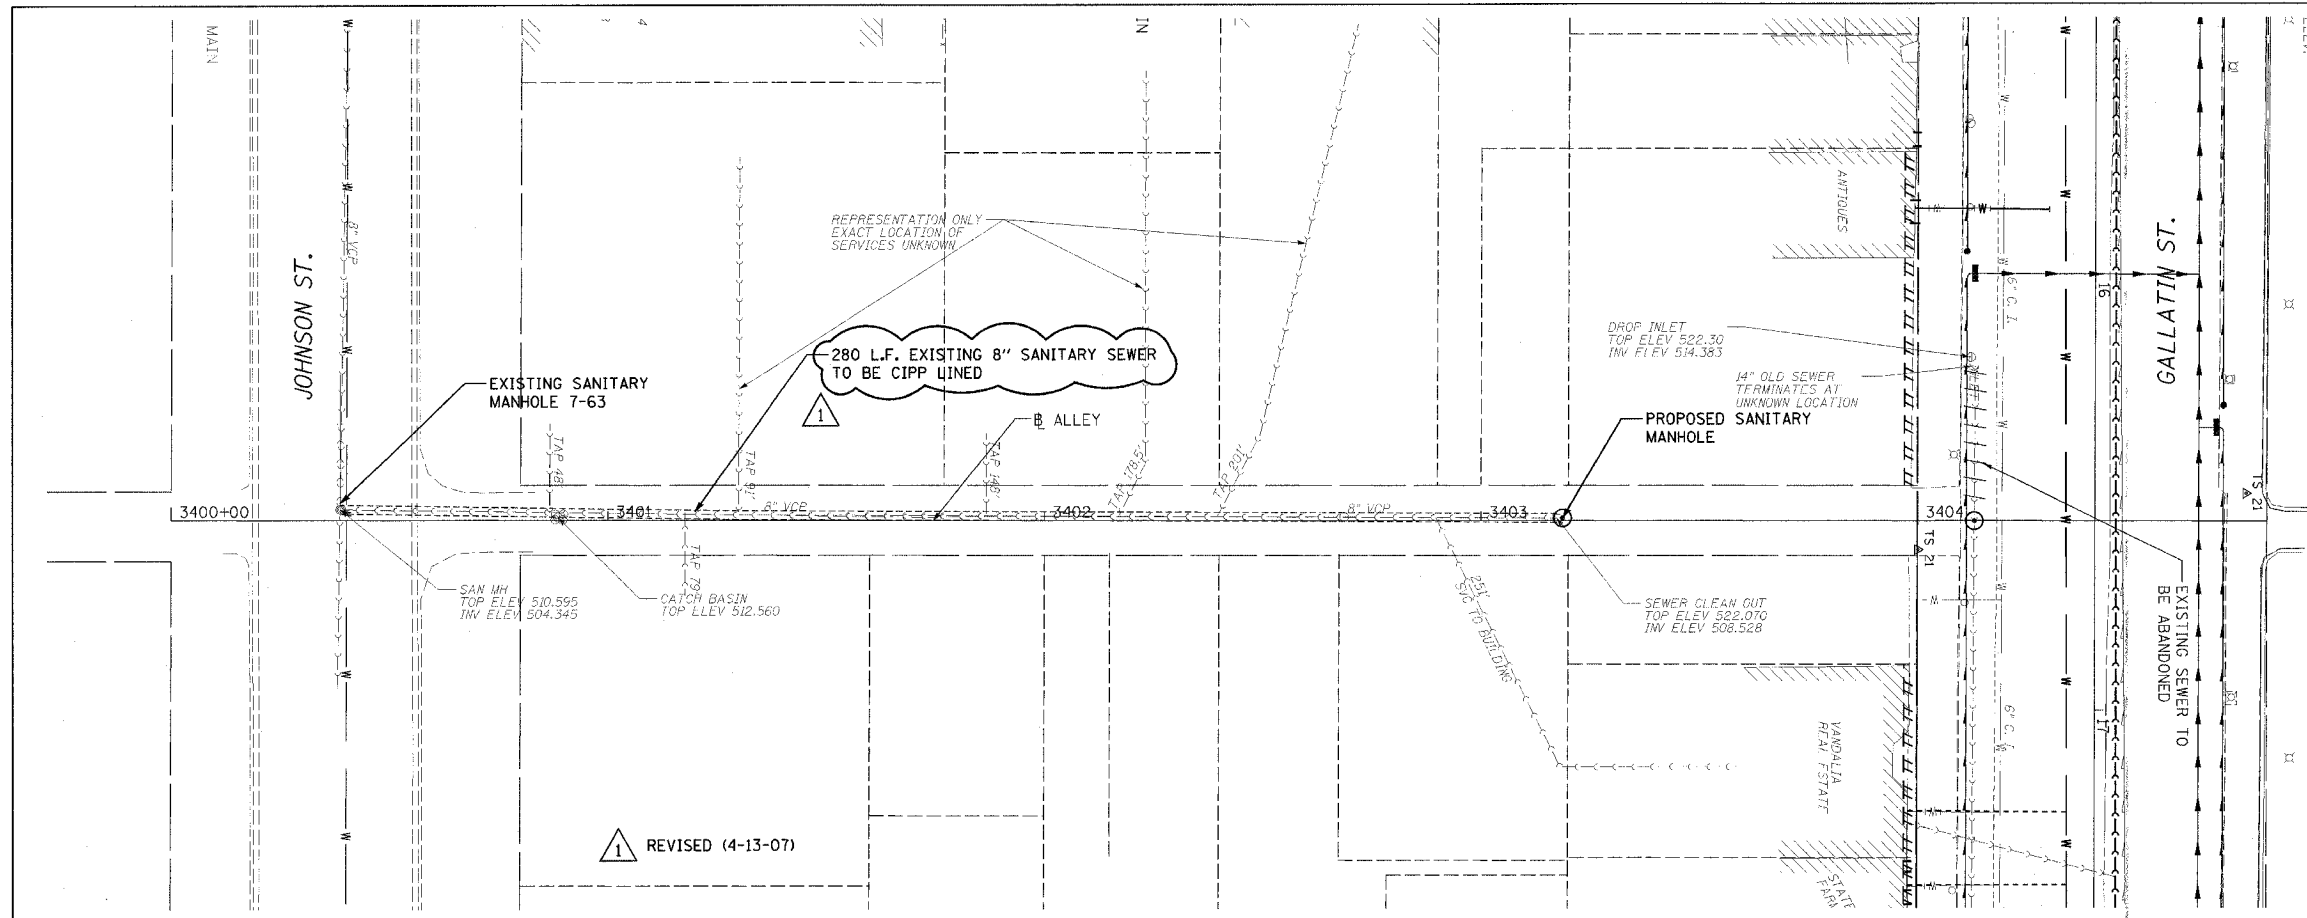 MAIN
IN
8" VCP
JOHNSON ST.
REPRESENTATION ONLY
EXACT LOCATION OF
SERVICES UNKNOWN
280 L.F. EXISTING 8" SANITARY SEWER
TO BE CIPP LINED
1
EXISTING SANITARY
MANHOLE 7-63
ALLEY
PROPOSED SANITARY
MANHOLE
DROP INLET
TOP ELEV 522.30
INV ELEV 514.383
14" OLD SEWER
TERMINATES AT
UNKNOWN LOCATION
ANTIQUES
GALLATIN ST.
16
6" C. I.
TAP 48'
TAP 91'
TAP 148'
TAP 178.5'
TAP 201'
3400+00
3401
8" VCP
3402
8" VCP
3403
3404
TS 21
TS 21
TAP 79'
SAN MH
TOP ELEV 510.595
INV ELEV 504.345
CATCH BASIN
TOP ELEV 512.560
251'
SVC TO BUILDING
SEWER CLEAN OUT
TOP ELEV 522.070
INV ELEV 508.528
EXISTING SEWER TO
BE ABANDONED
6" C. I.
17
VANDALIA
REAL ESTATE
STATE
FARM
1
REVISED (4-13-07)
W
W
W
W
W
W
W
W
W
W
W